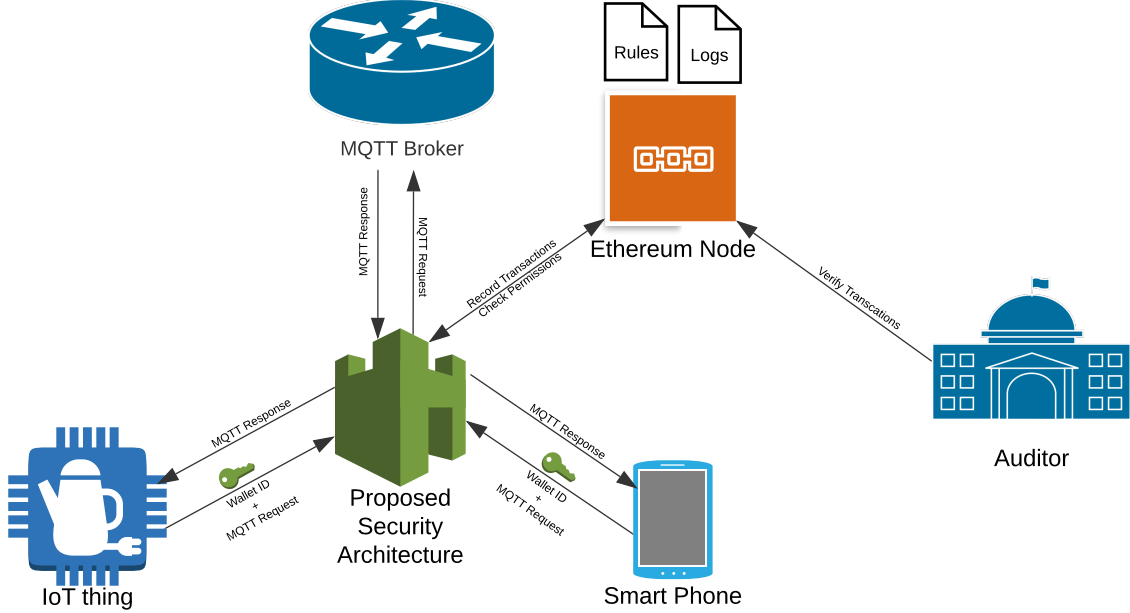 Rules
Logs
MQTT Broker
Ethereum Node
MQTT Response
MQTT Request
Record Transactions
Check Permissions
Verify Transcations
Auditor
MQTT Response
Wallet ID
+
MQTT Request
MQTT Response
Wallet ID
+
MQTT Request
Proposed
Security
Architecture
IoT thing
Smart Phone